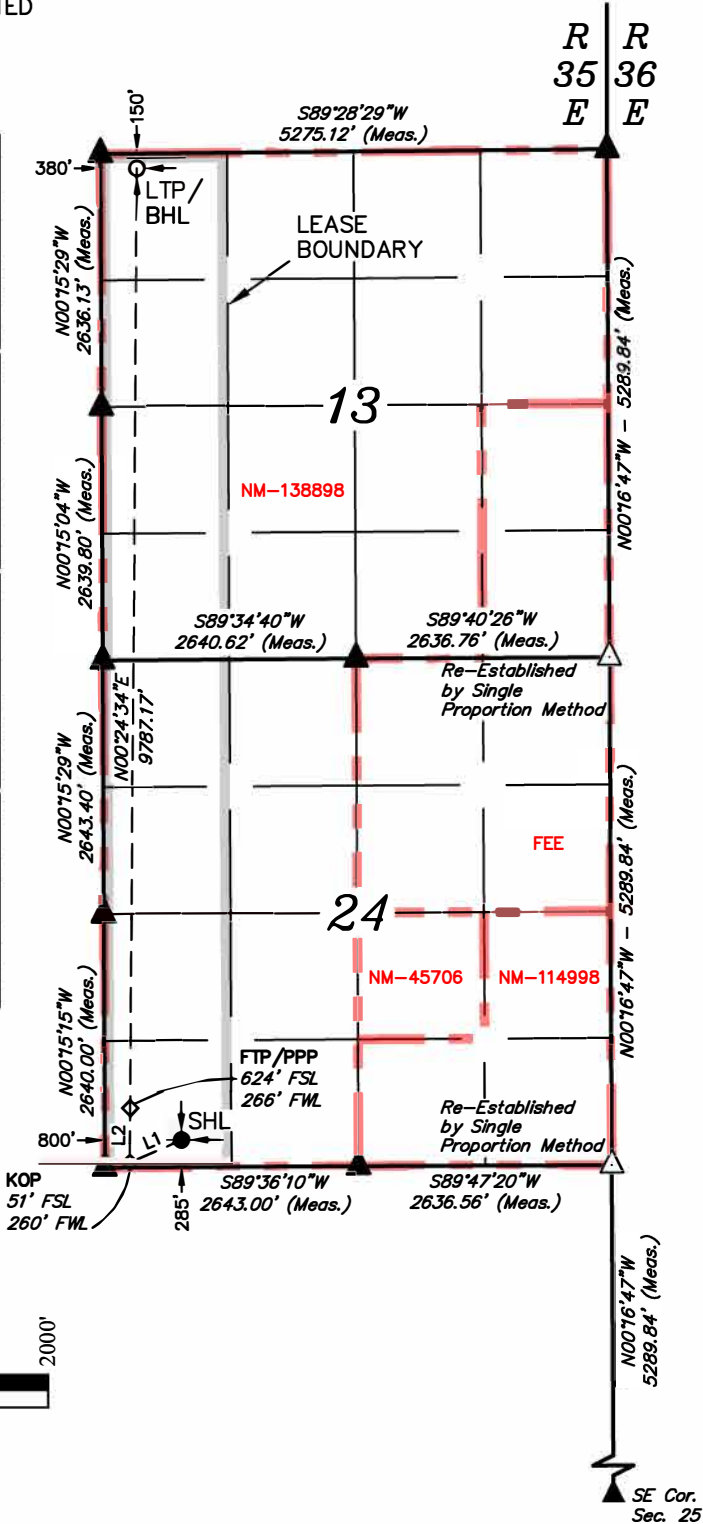 ED
R R
35 36
E E
150'
S89°28'29"W
5275.12' (Meas.)
380'
LTP/
BHL
LEASE
BOUNDARY
N00°15'29"W
2636.13' (Meas.)
N00°16'47"W – 5289.84' (Meas.)
13
NM–138898
N00°15'04"W
2639.80' (Meas.)
S89°34'40"W
2640.62' (Meas.)
S89°40'26"W
2636.76' (Meas.)
Re-Established
by Single
Proportion Method
N00°24'34"E
9787.17'
N00°15'29"W
2643.40' (Meas.)
FEE
N00°16'47"W – 5289.84' (Meas.)
24
NM–45706
NM–114998
N00°15'15"W
2640.00' (Meas.)
FTP/PPP
624' FSL
266' FWL
SHL
L2
L1
800'
Re-Established
by Single
Proportion Method
KOP
51' FSL
260' FWL
285'
S89°36'10"W
2643.00' (Meas.)
S89°47'20"W
2636.56' (Meas.)
N00°16'47"W
5289.84' (Meas.)
2000'
SE Cor.
Sec. 25